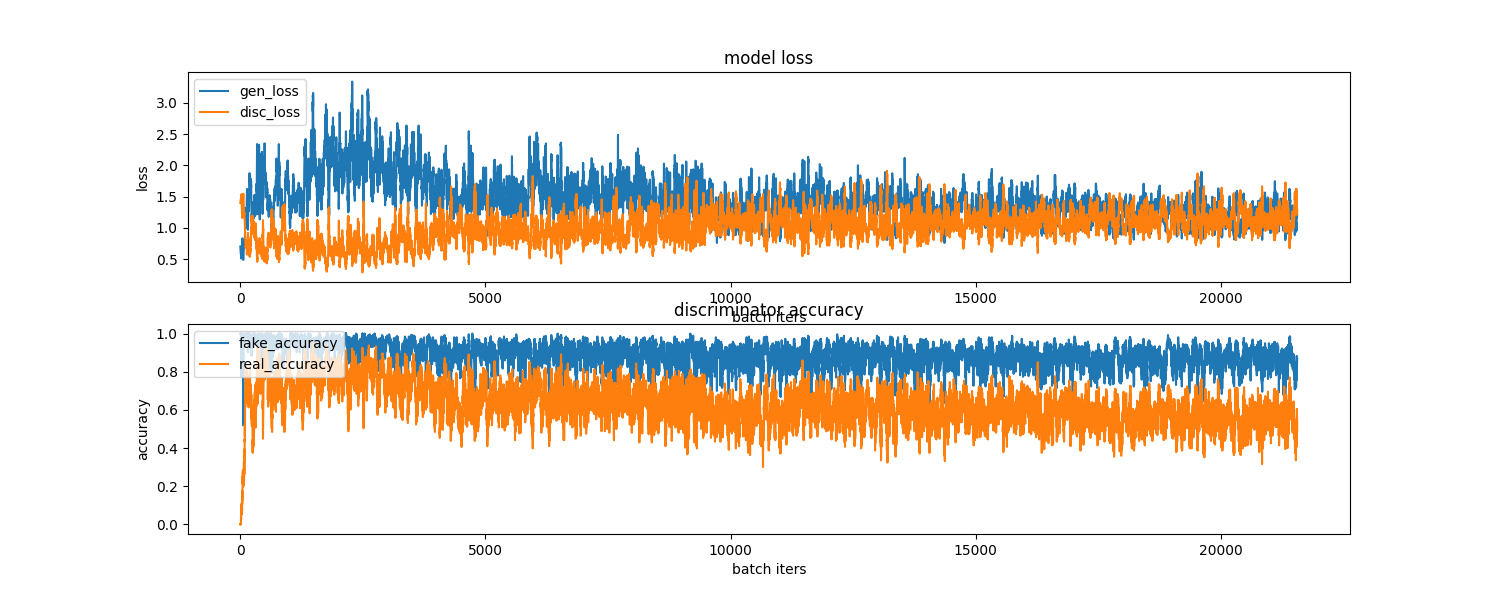 model loss
gen_loss
disc_loss
3.0
2.5
2.0
1.5
1.0
0.5
loss
0 5000 10000 15000 20000
batch iters
discriminator accuracy
fake_accuracy
real_accuracy
1.0
0.8
0.6
0.4
0.2
0.0
accuracy
0 5000 10000 15000 20000
batch iters